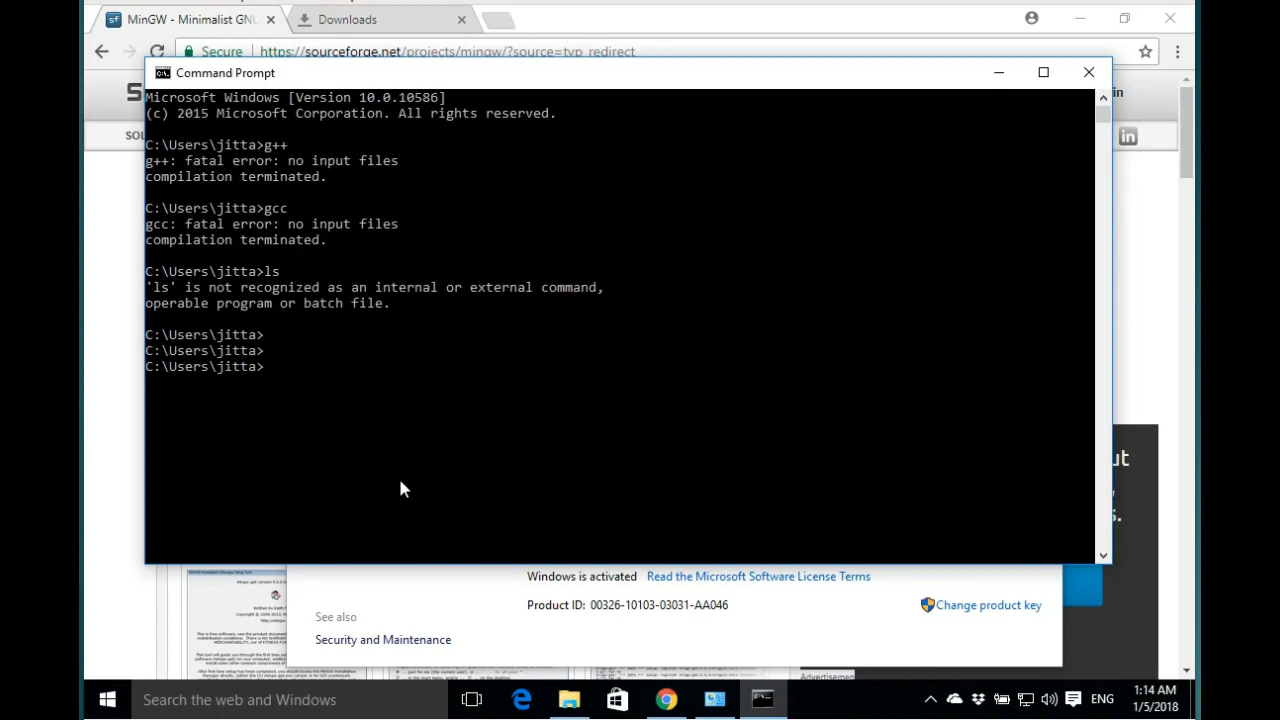 MinGW - Minimalist GNU
Downloads
Secure
https://sourceforge.net/projects/mingw/?source=typ_redirect
Command Prompt
Microsoft Windows [Version 10.0.10586]
(c) 2015 Microsoft Corporation. All rights reserved.
C:\Users\jitta>g++
g++: fatal error: no input files
compilation terminated.
C:\Users\jitta>gcc
gcc: fatal error: no input files
compilation terminated.
C:\Users\jitta>ls
'ls' is not recognized as an internal or external command,
operable program or batch file.
C:\Users\jitta>
C:\Users\jitta>
C:\Users\jitta>
Windows is activated Read the Microsoft Software License Terms
Product ID: 00326-10103-03031-AA046
Change product key
See also
Security and Maintenance
Search the web and Windows
ENG
1:14 AM
1/5/2018